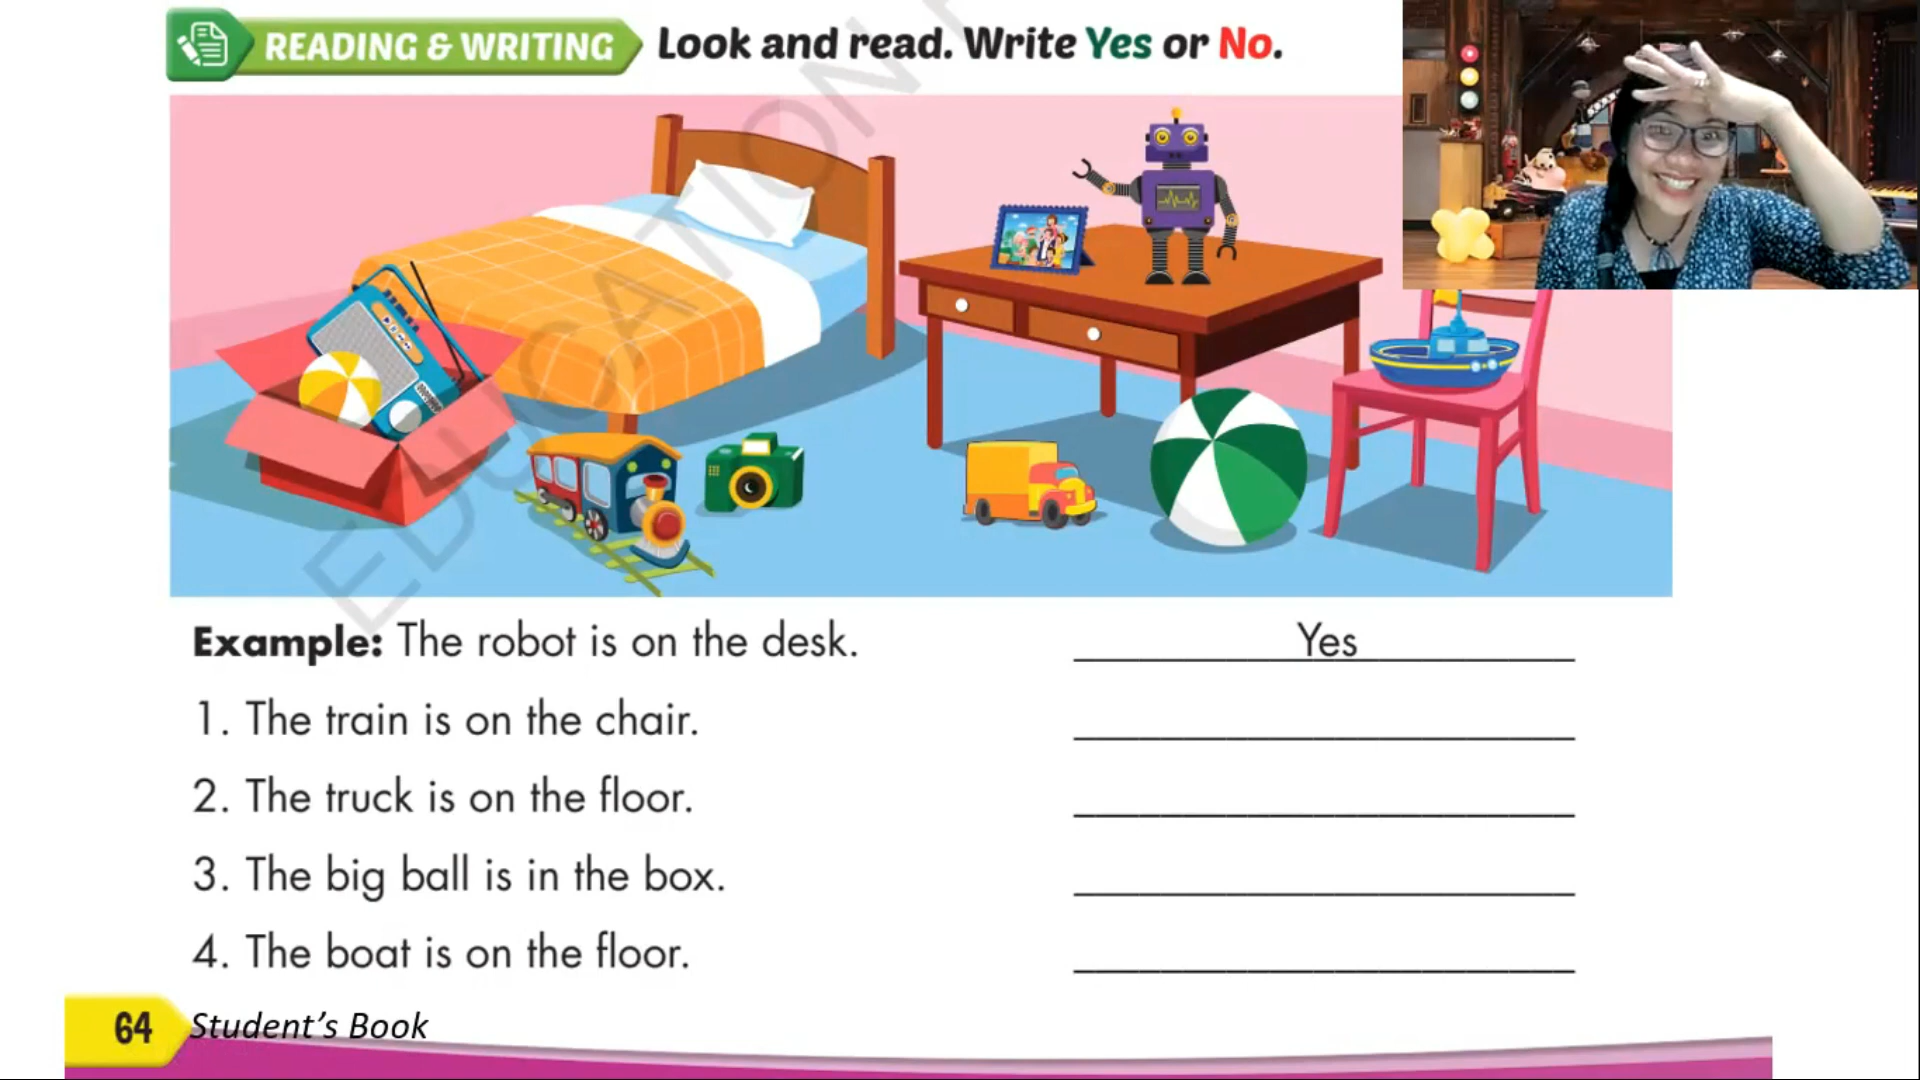 READING & WRITING Look and read. Write Yes or No.
EDUCATION
Example: The robot is on the desk. Yes
1. The train is on the chair.
2. The truck is on the floor.
3. The big ball is in the box.
4. The boat is on the floor.
64 Student's Book